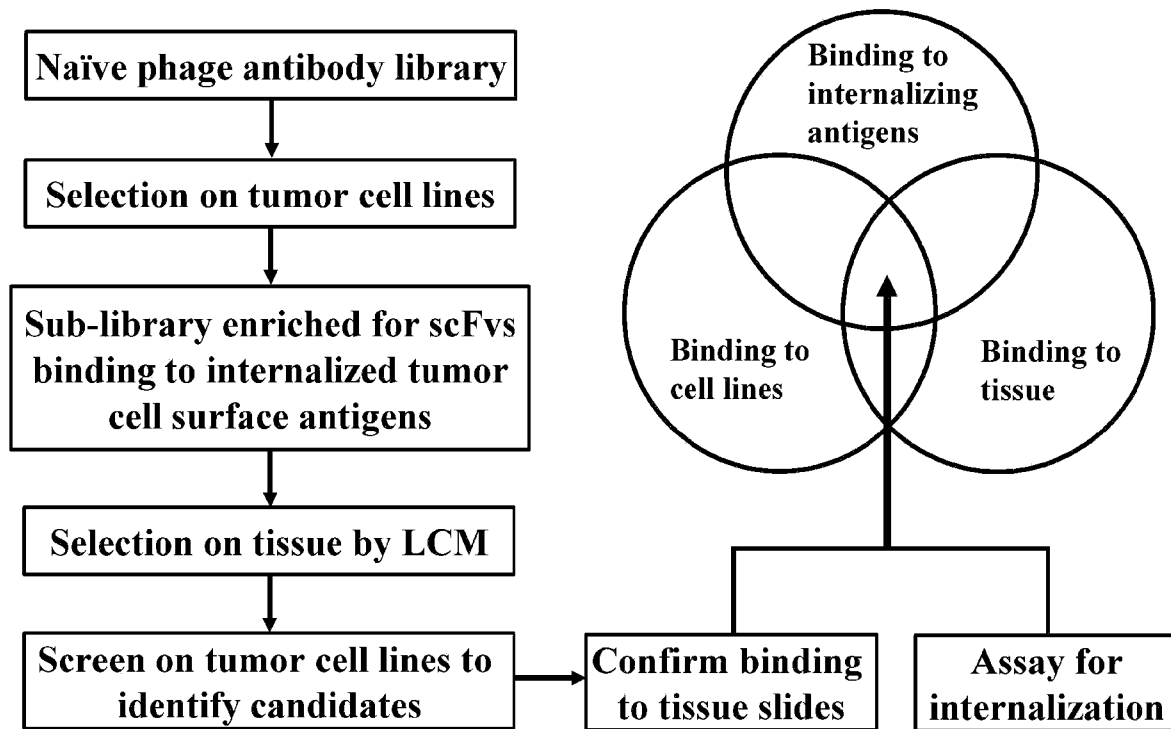 Naïve phage antibody library
Selection on tumor cell lines
Sub-library enriched for scFvs
binding to internalized tumor
cell surface antigens
Selection on tissue by LCM
Screen on tumor cell lines to
identify candidates
Confirm binding
to tissue slides
Assay for
internalization
Binding to
internalizing
antigens
Binding to
cell lines
Binding to
tissue